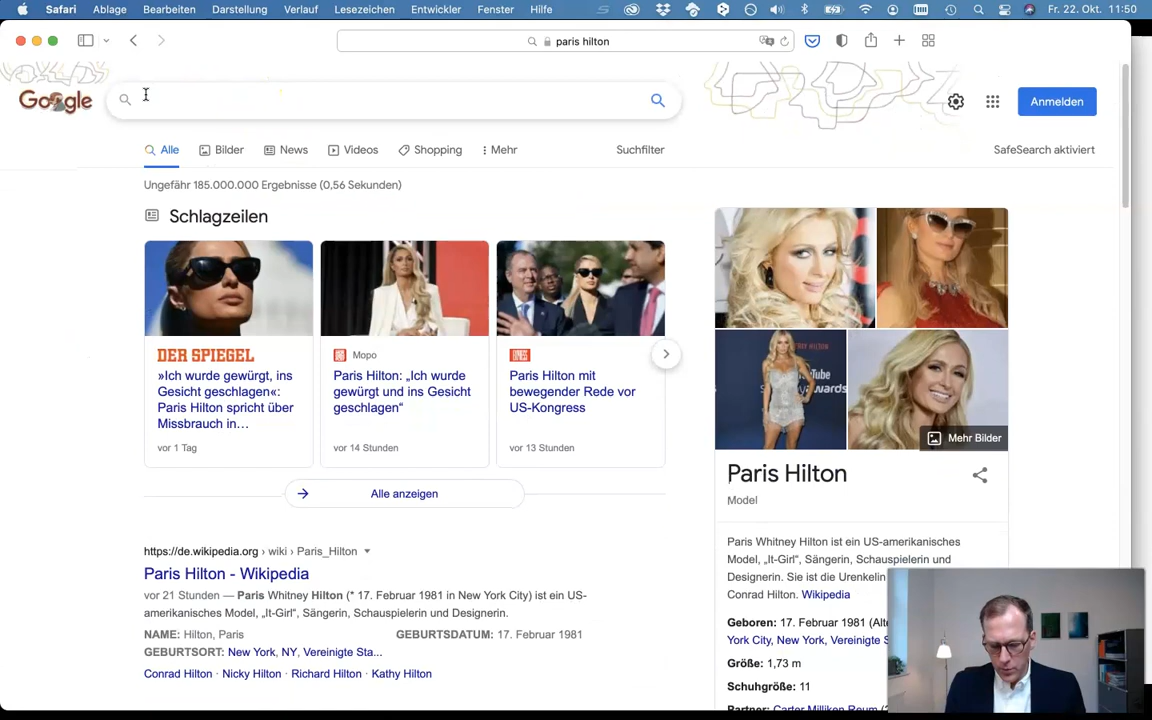 Safari Ablage Bearbeiten Darstellung Verlauf Lesezeichen Entwickler Fenster Hilfe Fr. 22. Okt. 11:50
paris hilton
Google
Anmelden
Alle Bilder News Videos Shopping Mehr Suchfilter SafeSearch aktiviert
Ungefähr 185.000.000 Ergebnisse (0,56 Sekunden)
Schlagzeilen
DER SPIEGEL
»Ich wurde gewürgt, ins
Gesicht geschlagen«:
Paris Hilton spricht über
Missbrauch in…
vor 1 Tag
Mopo
Paris Hilton: „Ich wurde
gewürgt und ins Gesicht
geschlagen“
vor 14 Stunden
Paris Hilton mit
bewegender Rede vor
US-Kongress
vor 13 Stunden
Alle anzeigen
https://de.wikipedia.org › wiki › Paris_Hilton
Paris Hilton - Wikipedia
vor 21 Stunden — Paris Whitney Hilton (* 17. Februar 1981 in New York City) ist ein US-
amerikanisches Model, „It-Girl“, Sängerin, Schauspielerin und Designerin.
NAME: Hilton, Paris GEBURTSDATUM: 17. Februar 1981
GEBURTSORT: New York, NY, Vereinigte Sta...
Conrad Hilton · Nicky Hilton · Richard Hilton · Kathy Hilton
Mehr Bilder
Paris Hilton
Model
Paris Whitney Hilton ist ein US-amerikanisches
Model, „It-Girl“, Sängerin, Schauspielerin und
Designerin. Sie ist die Urenkelin
Conrad Hilton. Wikipedia
Geboren: 17. Februar 1981 (Alte
York City, New York, Vereinigte S
Größe: 1,73 m
Schuhgröße: 11
Partner: Carter Milliken Reum (2